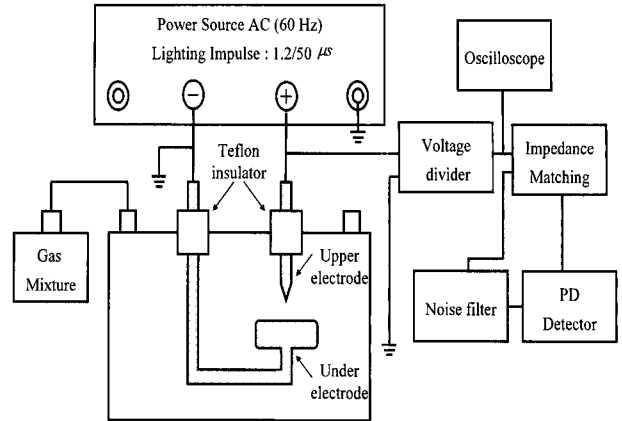 Power Source AC (60 Hz)
Lighting Impulse : 1.2/50 μs
−
+
Oscilloscope
Teflon
insulator
Voltage
divider
Impedance
Matching
Gas
Mixture
Upper
electrode
Noise filter
PD
Detector
Under
electrode